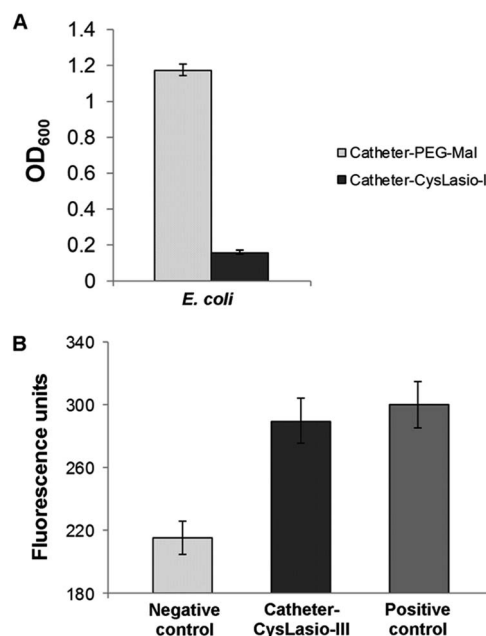 A
1.4
1.2
1
0.8
0.6
0.4
0.2
0
OD600
E. coli
Catheter-PEG-Mal
Catheter-CysLasio-I
B
340
300
260
220
180
Fluorescence units
Negative
control
Catheter-
CysLasio-III
Positive
control